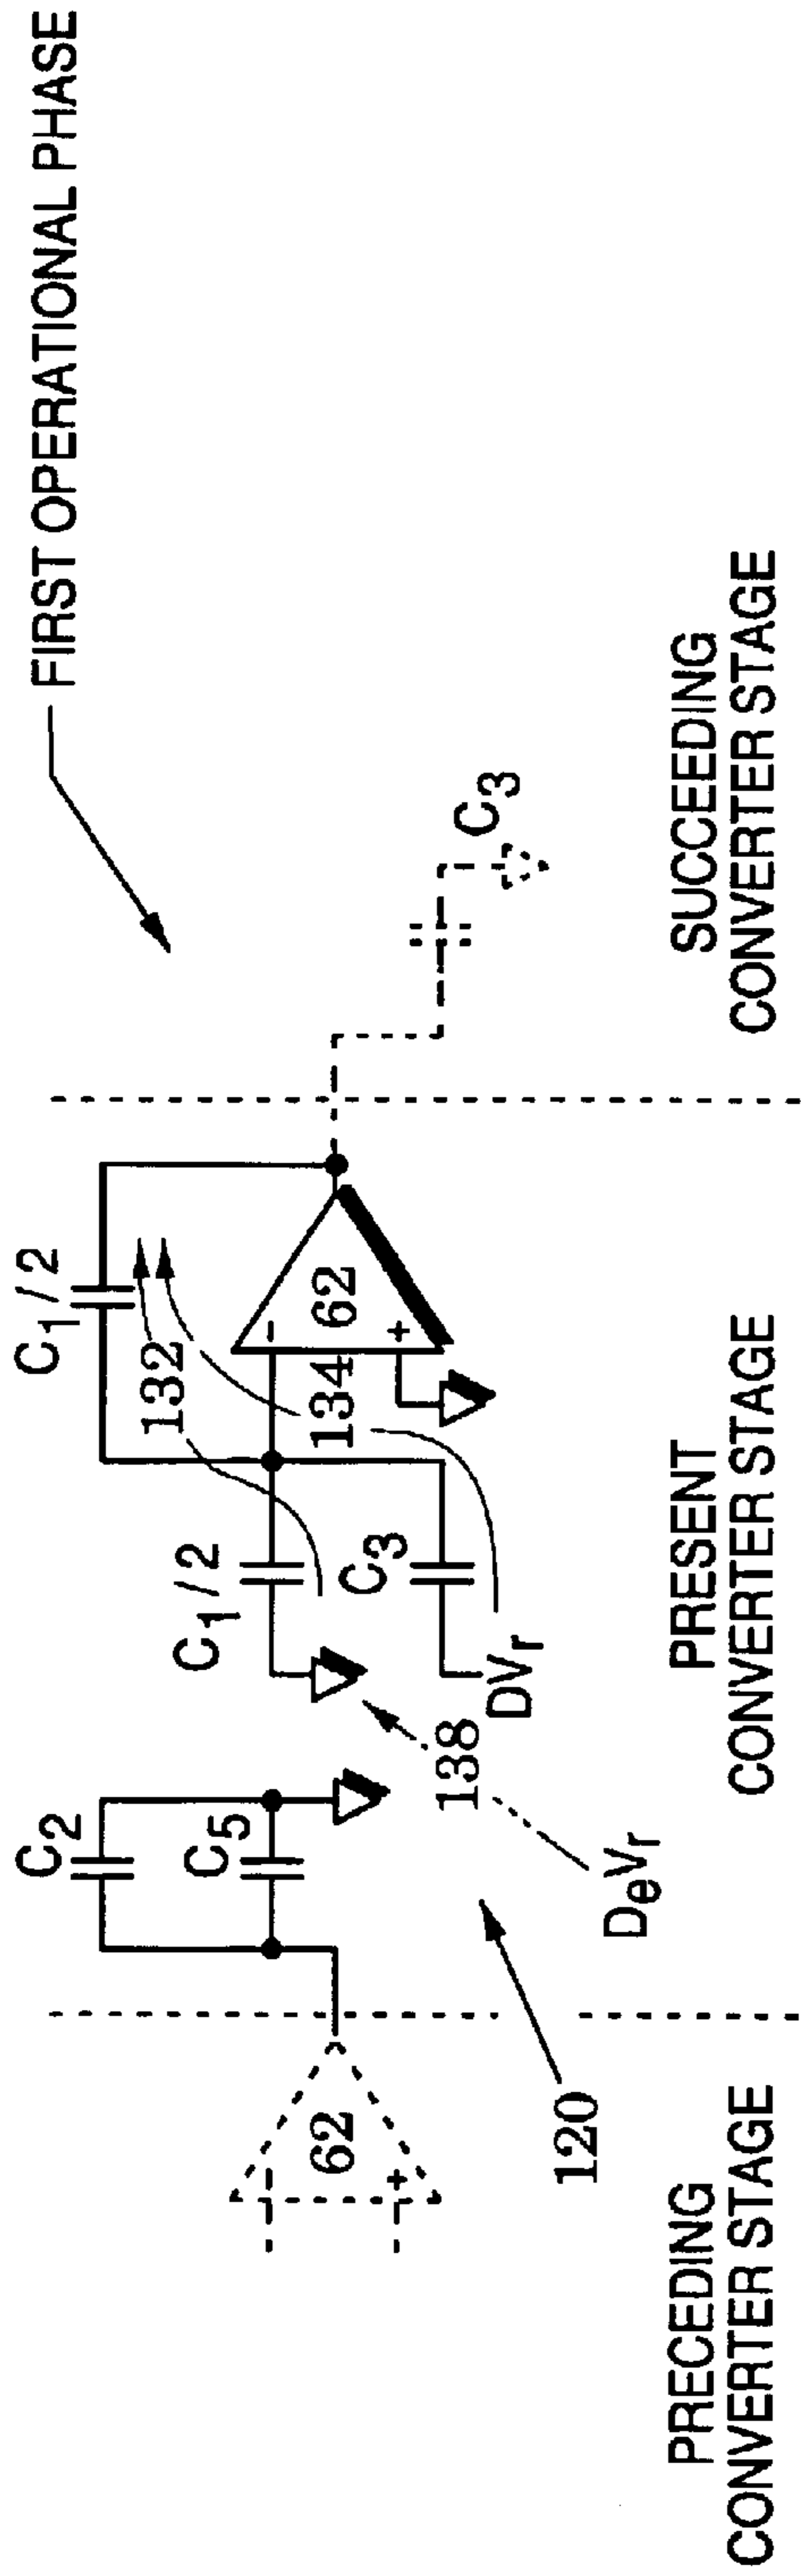 FIRST OPERATIONAL PHASE
C1/2
132
C2
C1/2
134
62
C5
C3
C3
62
138
DVr
DeVr
120
PRECEDING
CONVERTER STAGE
PRESENT
CONVERTER STAGE
SUCCEEDING
CONVERTER STAGE